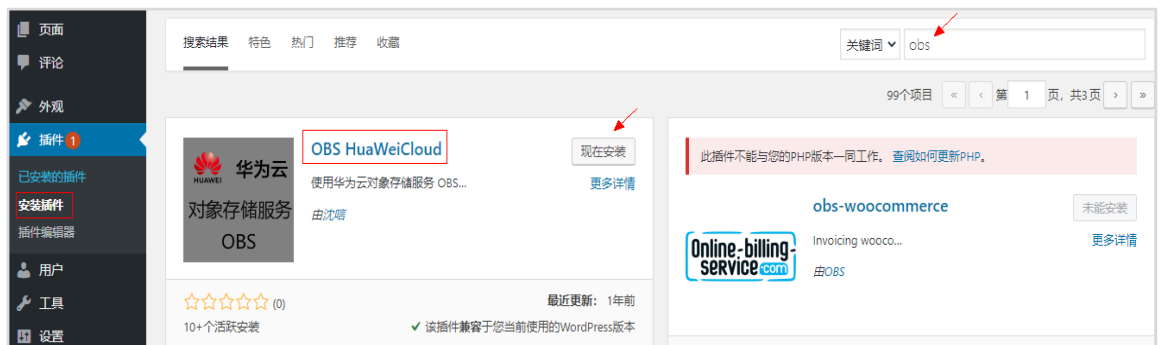 页面
评论
外观
插件 1
已安装的插件
安装插件
插件编辑器
用户
工具
设置
搜索结果 特色 热门 推荐 收藏
关键词 obs
99个项目 « ‹ 第 1 页，共3页 › »
HUAWEI
华为云
对象存储服务
OBS
OBS HuaWeiCloud
现在安装
使用华为云对象存储服务 OBS...
更多详情
由沈唁
(0)
最近更新： 1年前
10+个活跃安装
✔ 该插件兼容于您当前使用的WordPress版本
此插件不能与您的PHP版本一同工作。 查阅如何更新PHP。
Online-billing-
service.com
obs-woocommerce
未能安装
Invoicing wooco...
更多详情
由OBS